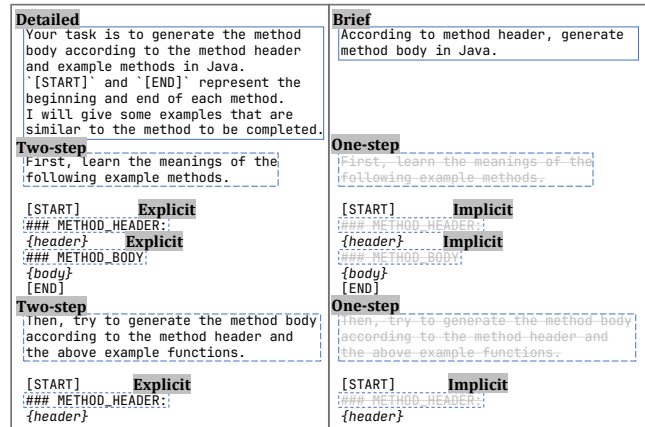 Detailed
Your task is to generate the method
body according to the method header
and example methods in Java.
`[START]` and `[END]` represent the
beginning and end of each method.
I will give some examples that are
similar to the method to be completed.
Two-step
First, learn the meanings of the
following example methods.
[START] Explicit
### METHOD_HEADER:
{header} Explicit
### METHOD_BODY
{body}
[END]
Two-step
Then, try to generate the method body
according to the method header and
the above example functions.
[START] Explicit
### METHOD_HEADER:
{header}
Brief
According to method header, generate
method body in Java.
One-step
First, learn the meanings of the
following example methods.
[START] Implicit
### METHOD_HEADER:
{header} Implicit
### METHOD_BODY
{body}
[END]
One-step
Then, try to generate the method body
according to the method header and
the above example functions.
[START] Implicit
### METHOD_HEADER:
{header}